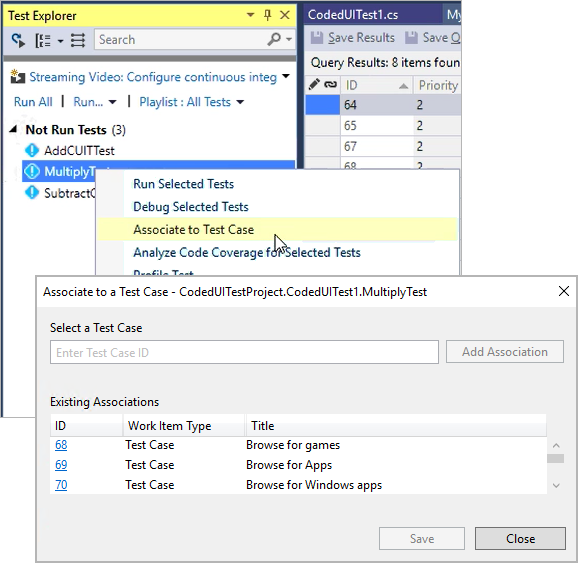 Test Explorer
Search
Streaming Video: Configure continuous integ
Run All | Run... | Playlist : All Tests
Not Run Tests (3)
AddCUITTest
MultiplyTest
SubtractC
CodedUITest1.cs
My
Save Results Save Q
Query Results: 8 items foun
ID Priority
64 2
65 2
67 2
68 2
Run Selected Tests
Debug Selected Tests
Associate to Test Case
Analyze Code Coverage for Selected Tests
Profile Test
Associate to a Test Case - CodedUITestProject.CodedUITest1.MultiplyTest
Select a Test Case
Enter Test Case ID
Add Association
Existing Associations
ID Work Item Type Title
68 Test Case Browse for games
69 Test Case Browse for Apps
70 Test Case Browse for Windows apps
Save Close